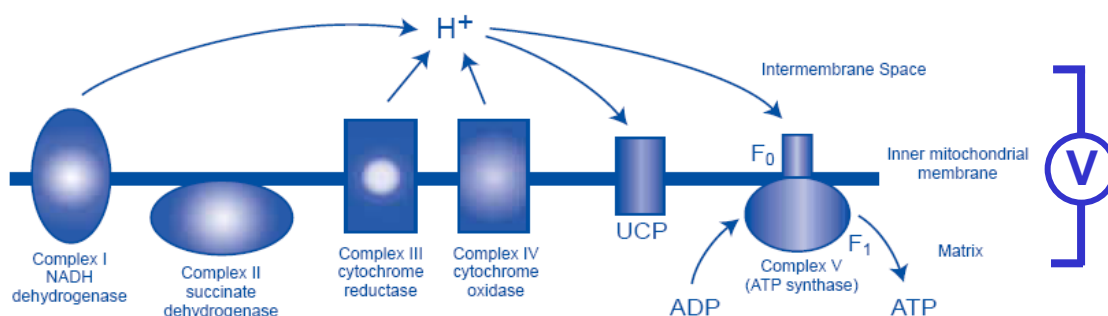 H+
Intermembrane Space
F0
Inner mitochondrial
membrane
V
UCP
F1
Matrix
Complex I
NADH
dehydrogenase
Complex II
succinate
dehydrogenase
Complex III
cytochrome
reductase
Complex IV
cytochrome
oxidase
Complex V
(ATP synthase)
ADP
ATP